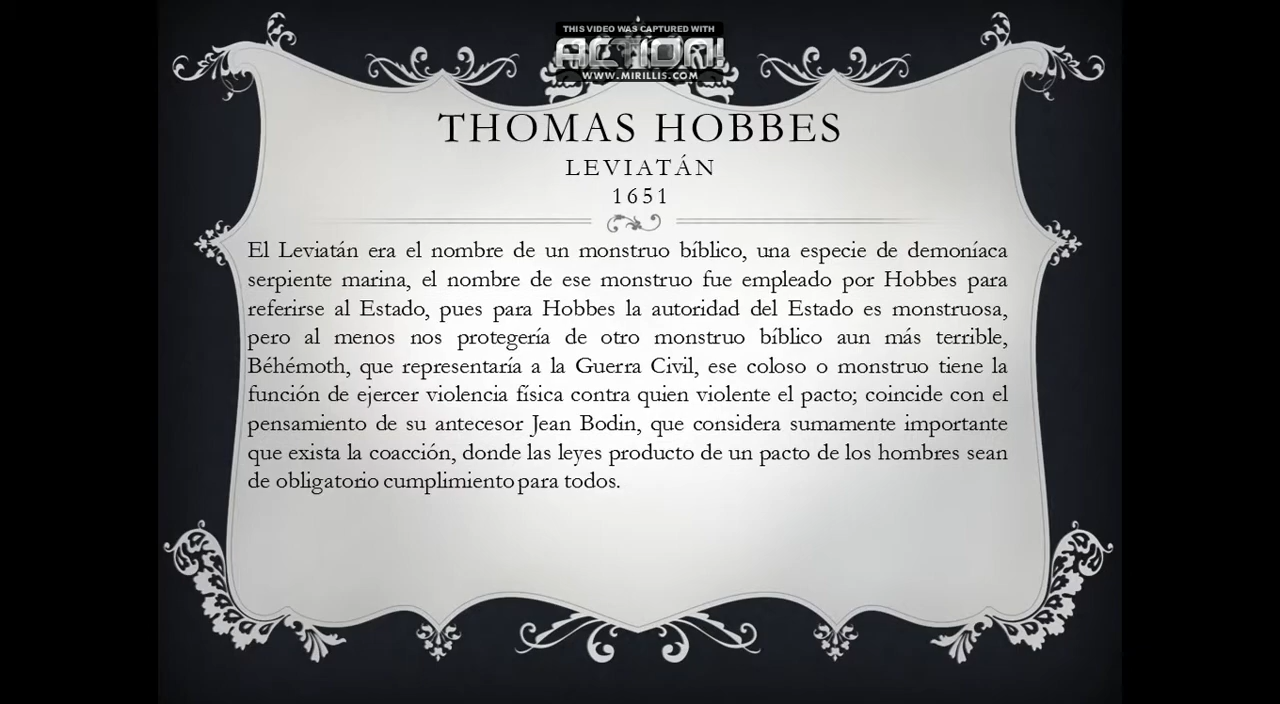 THIS VIDEO WAS CAPTURED WITH
ACTION!
WWW.MIRILLIS.COM
THOMAS HOBBES
LEVIATÁN
1651
El Leviatán era el nombre de un monstruo bíblico, una especie de demoníaca
serpiente marina, el nombre de ese monstruo fue empleado por Hobbes para
referirse al Estado, pues para Hobbes la autoridad del Estado es monstruosa,
pero al menos nos protegería de otro monstruo bíblico aun más terrible,
Béhémoth, que representaría a la Guerra Civil, ese coloso o monstruo tiene la
función de ejercer violencia física contra quien violente el pacto; coincide con el
pensamiento de su antecesor Jean Bodin, que considera sumamente importante
que exista la coacción, donde las leyes producto de un pacto de los hombres sean
de obligatorio cumplimiento para todos.